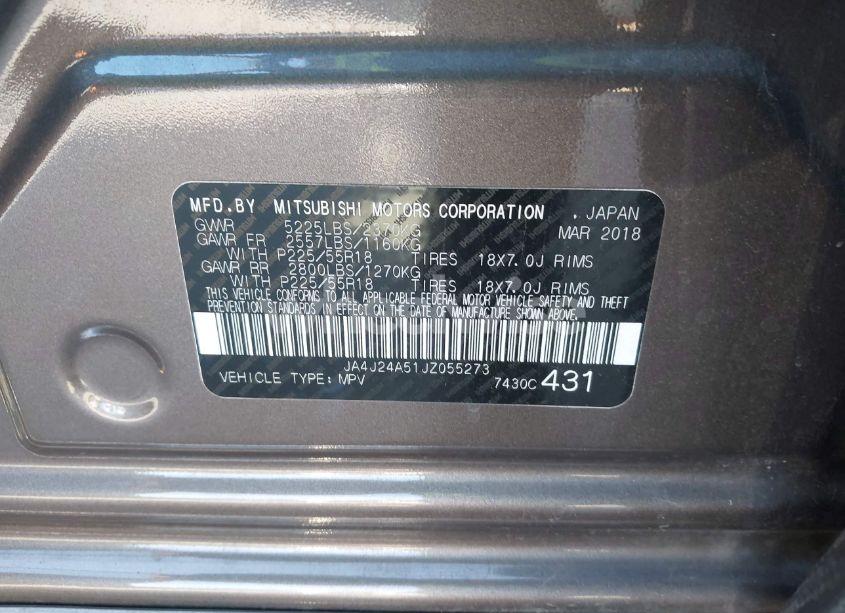 MFD.BY MITSUBISHI MOTORS CORPORATION . JAPAN
GVWR 5225LBS/2370KG MAR 2018
GAWR FR 2557LBS/1160KG
WITH P225/55R18 TIRES 18X7.0J RIMS
GAWR RR 2800LBS/1270KG
WITH P225/55R18 TIRES 18X7.0J RIMS
THIS VEHICLE CONFORMS TO ALL APPLICABLE FEDERAL MOTOR VEHICLE SAFETY AND THEFT
PREVENTION STANDARDS IN EFFECT ON THE DATE OF MANUFACTURE SHOWN ABOVE.
JA4J24A51JZ055273
VEHICLE TYPE: MPV 7430C 431